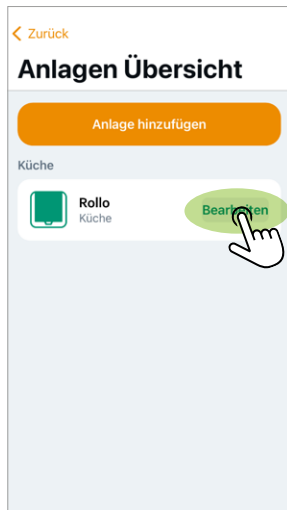 Zurück
Anlagen Übersicht
Anlage hinzufügen
Küche
Rollo
Küche
Bearbeiten